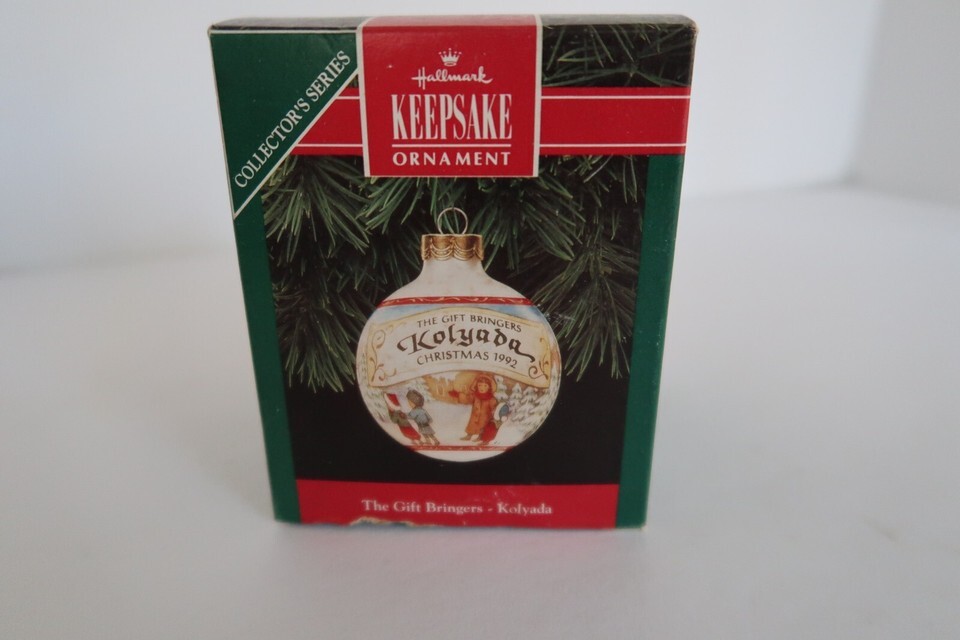 COLLECTOR'S SERIES
Hallmark
KEEPSAKE
ORNAMENT
THE GIFT BRINGERS
Kolyada
CHRISTMAS 1992
The Gift Bringers - Kolyada